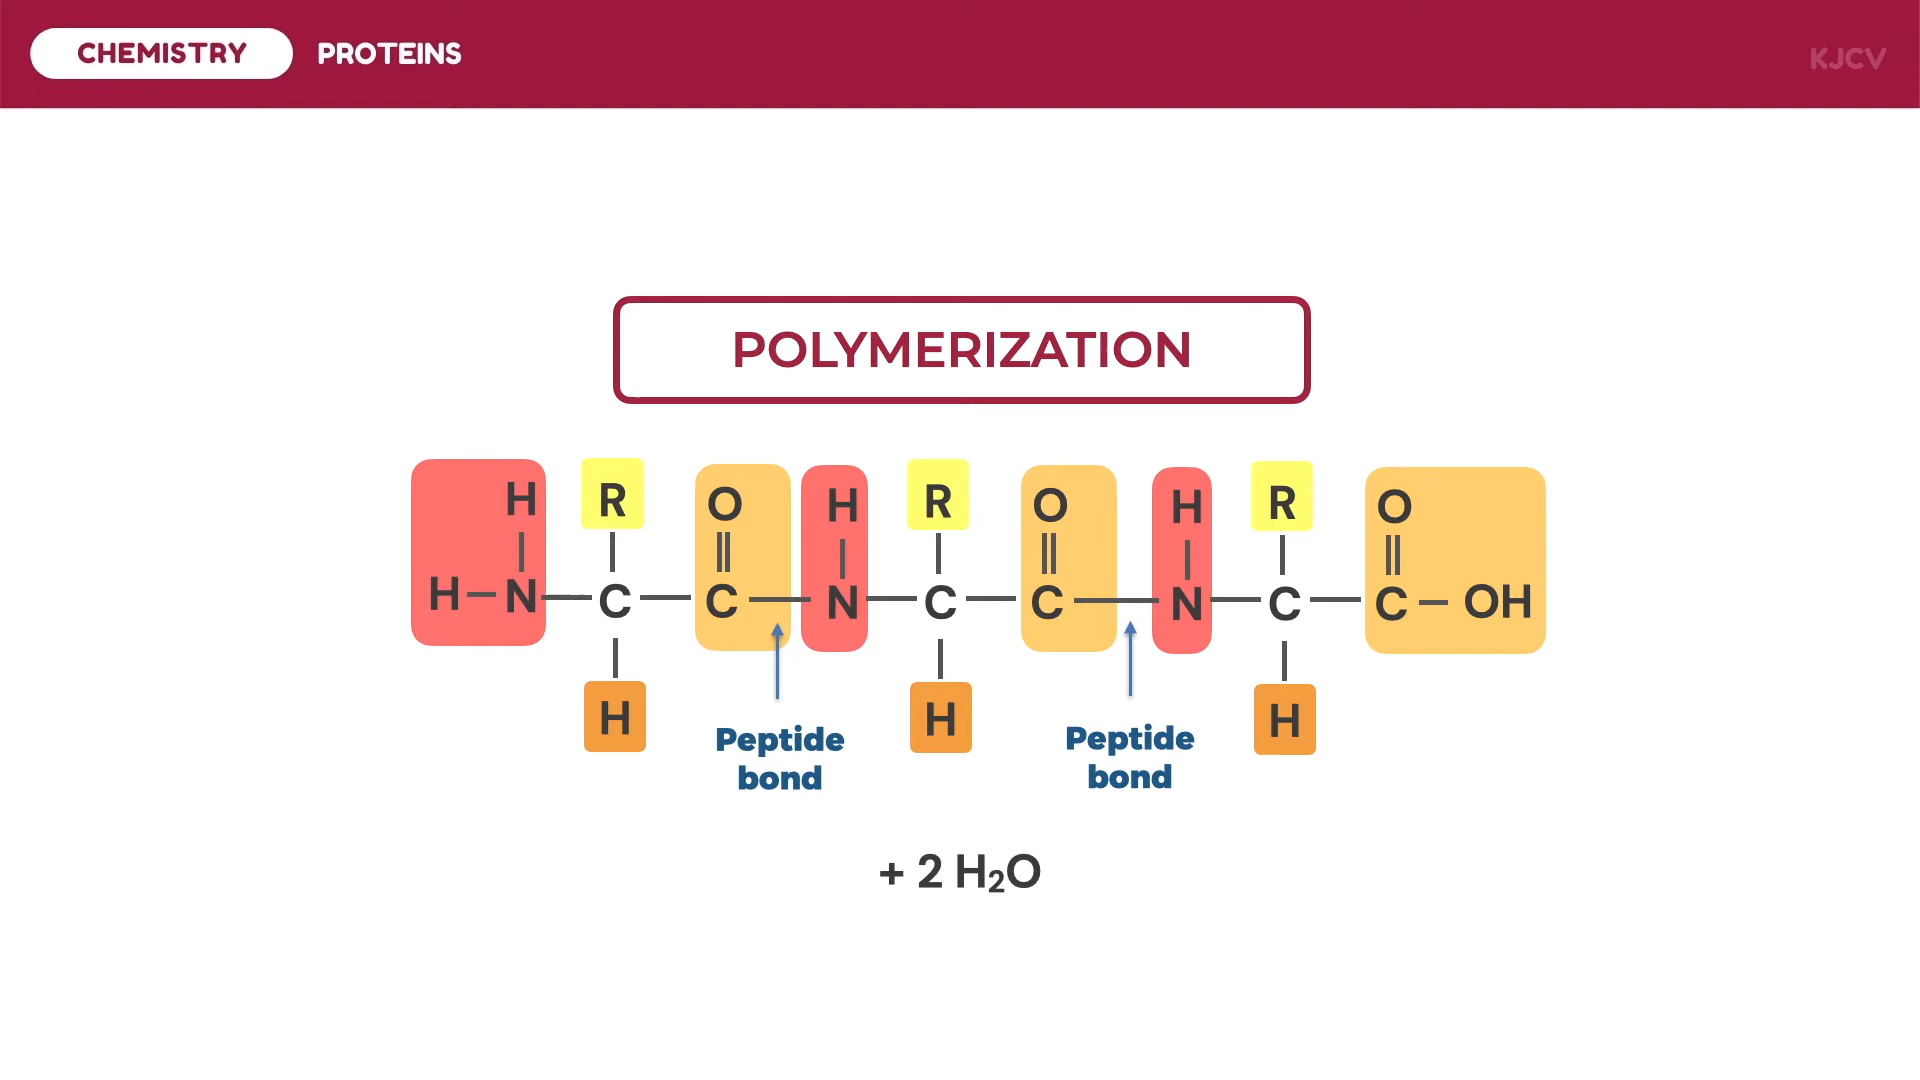 CHEMISTRY PROTEINS KJCV
POLYMERIZATION
H R O H R O H R O
H N C C N C C N C C OH
H H H
Peptide bond Peptide bond
+ 2 H₂O